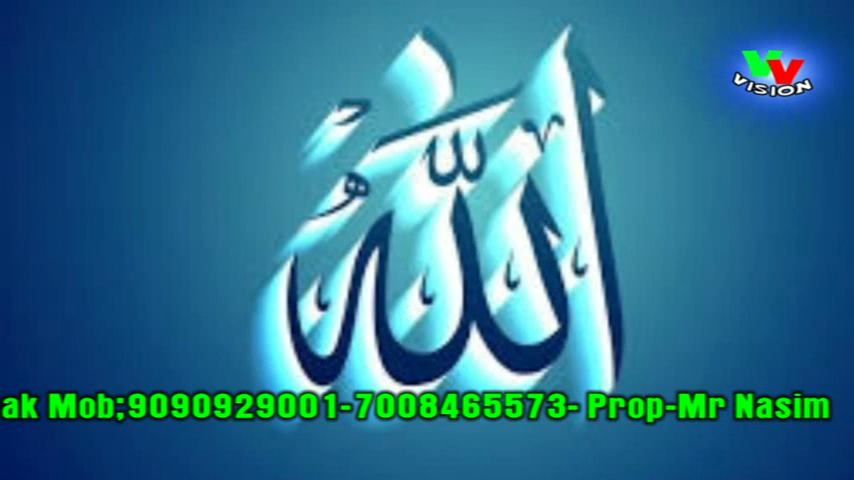 V V
VISION
الله
ak Mob;9090929001-7008465573- Prop-Mr Nasim